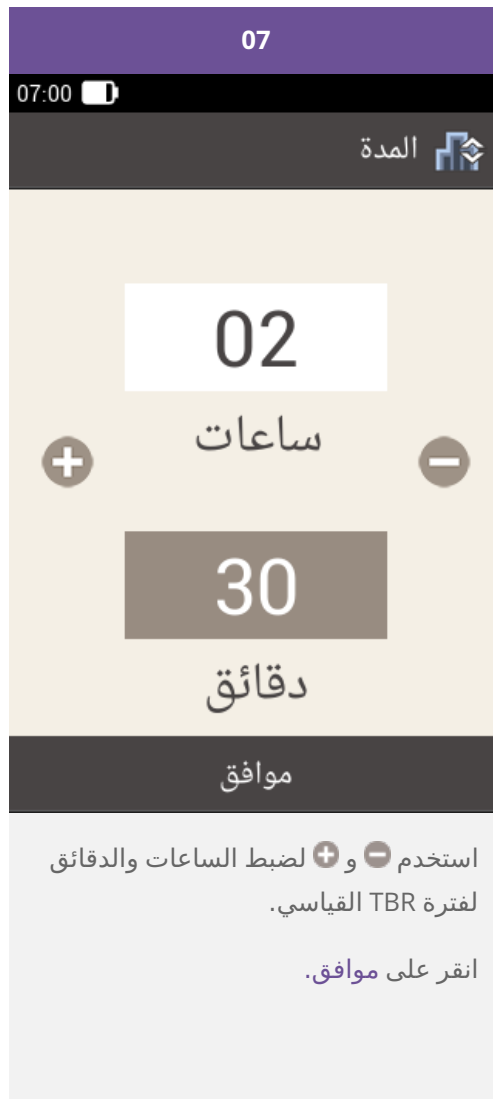 07
07:00
المدة
02
ساعات
30
دقائق
موافق
استخدم و لضبط الساعات والدقائق
لفترة TBR القياسي.
انقر على موافق.